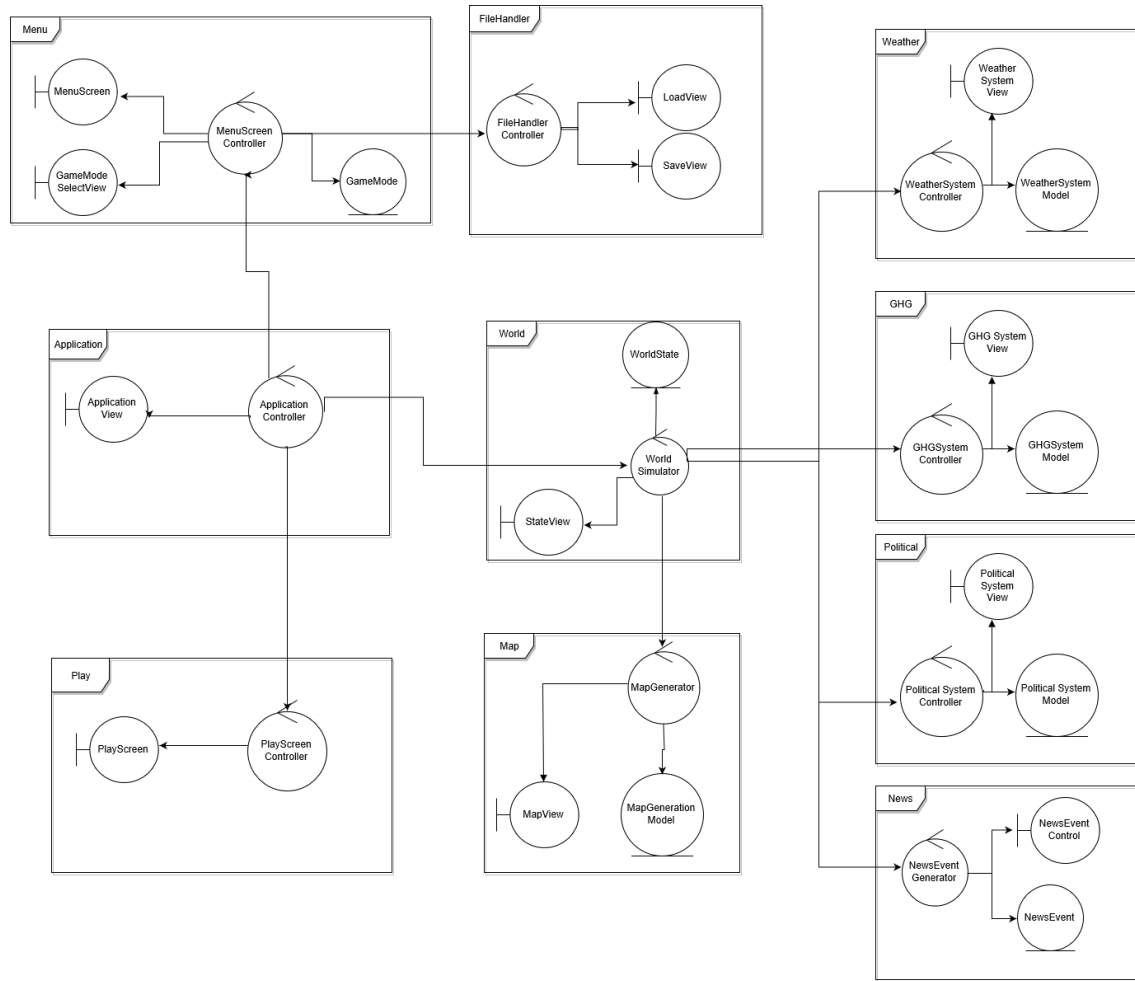 Menu
MenuScreen
MenuScreen
Controller
GameMode
SelectView
GameMode
FileHandler
FileHandler
Controller
LoadView
SaveView
Weather
Weather
System
View
WeatherSystem
Controller
WeatherSystem
Model
Application
Application
View
Application
Controller
World
WorldState
World
Simulator
StateView
GHG
GHG System
View
GHGSystem
Controller
GHGSystem
Model
Political
Political
System
View
Political System
Controller
Political System
Model
Play
PlayScreen
PlayScreen
Controller
Map
MapGenerator
MapView
MapGeneration
Model
News
NewsEvent
Generator
NewsEvent
Control
NewsEvent